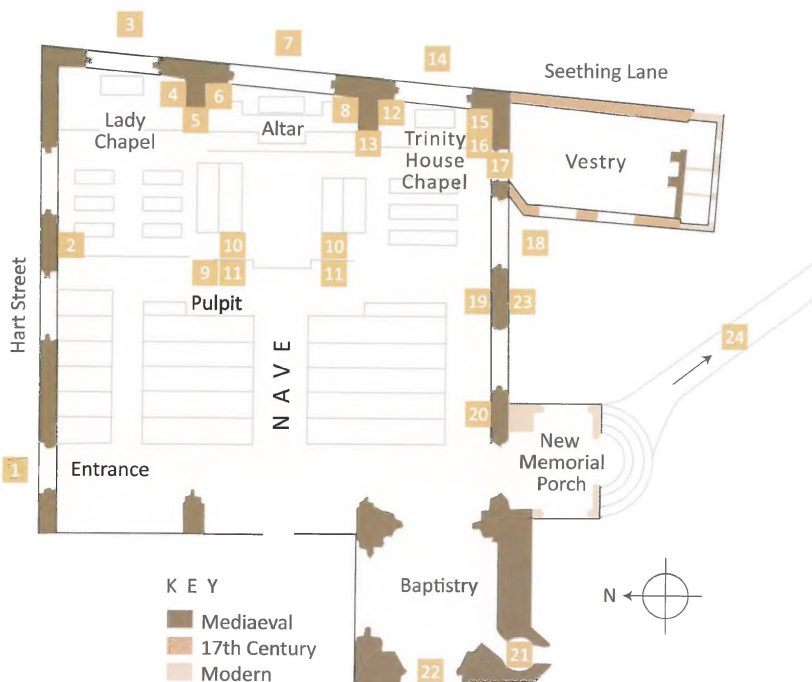 3
7
14
Seething Lane
4
6
8
12
5
15
Lady
Chapel
Altar
13
Trinity
House
Chapel
16
17
Vestry
2
10
10
18
9
11
11
Pulpit
19
23
Hart Street
NAVE
24
20
New
Memorial
Porch
1
Entrance
Baptistry
N
KEY
Mediaeval
17th Century
Modern
21
22